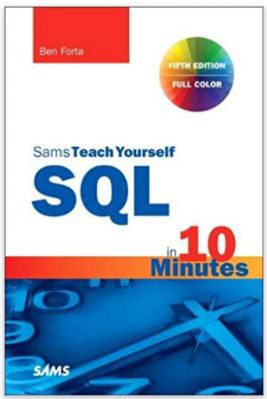 Ben Forta
FIFTH EDITION
FULL COLOR
Sams Teach Yourself
SQL
in 10
Minutes
SAMS